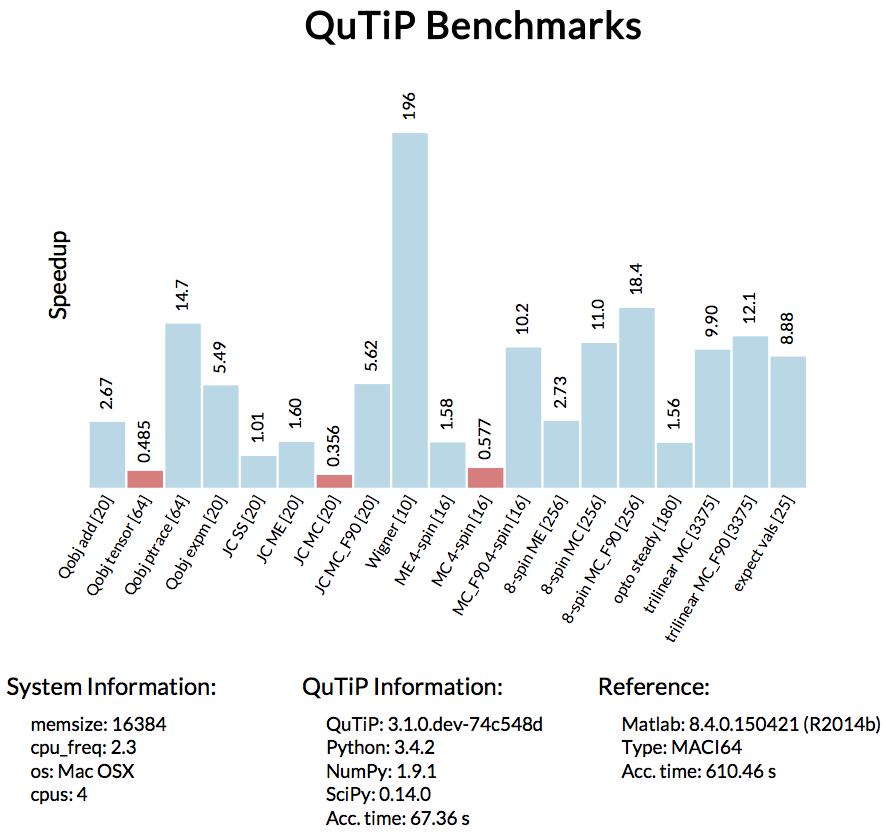 QuTiP Benchmarks
Speedup
2.67
0.485
14.7
5.49
1.01
1.60
0.356
5.62
196
1.58
0.577
10.2
2.73
11.0
18.4
1.56
9.90
12.1
8.88
Qobj add [20]
Qobj tensor [64]
Qobj ptrace [64]
Qobj expm [20]
JC SS [20]
JC ME [20]
JC MC [20]
JC MC_F90 [20]
Wigner [10]
ME 4-spin [16]
MC 4-spin [16]
MC_F90 4-spin [16]
8-spin ME [256]
8-spin MC [256]
8-spin MC_F90 [256]
opto steady [180]
trilinear MC [3375]
trilinear MC_F90 [3375]
expect vals [25]
System Information:
memsize: 16384
cpu_freq: 2.3
os: Mac OSX
cpus: 4
QuTiP Information:
QuTiP: 3.1.0.dev-74c548d
Python: 3.4.2
NumPy: 1.9.1
SciPy: 0.14.0
Acc. time: 67.36 s
Reference:
Matlab: 8.4.0.150421 (R2014b)
Type: MACI64
Acc. time: 610.46 s